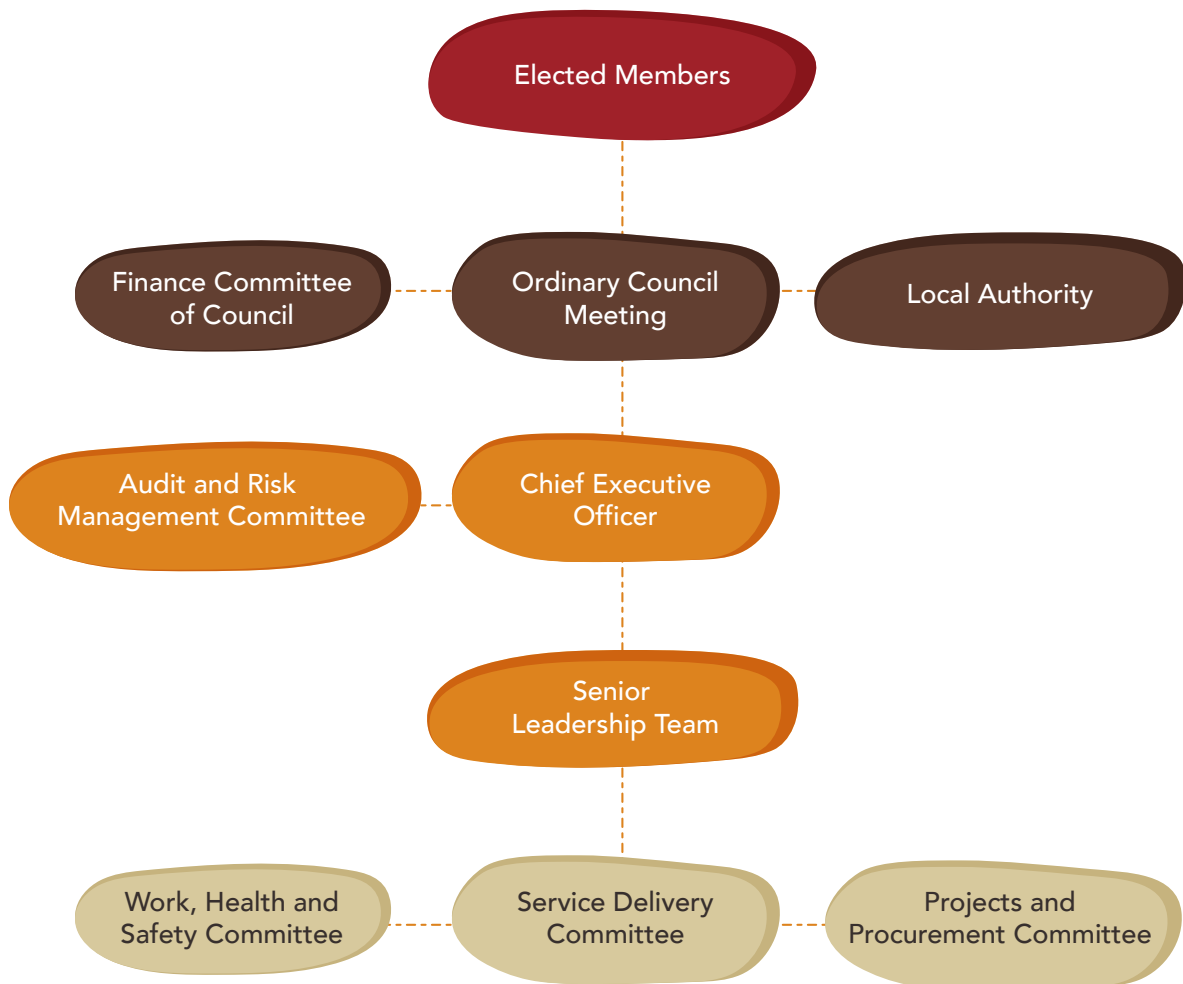 Elected Members
Finance Committee
of Council
Ordinary Council
Meeting
Local Authority
Audit and Risk
Management Committee
Chief Executive
Officer
Senior
Leadership Team
Work, Health and
Safety Committee
Service Delivery
Committee
Projects and
Procurement Committee